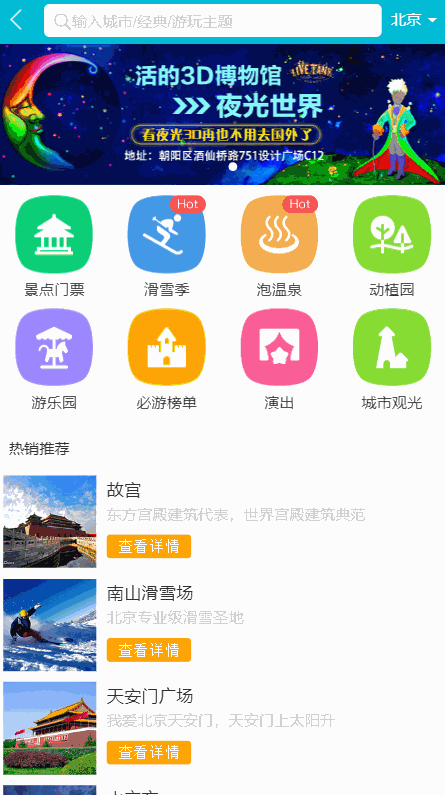 输入城市/经典/游玩主题
北京
活的3D博物馆
LIVE TANK
夜光世界
看夜光3D再也不用去国外了
地址：朝阳区酒仙桥路751设计广场C12
Hot
Hot
景点门票
滑雪季
泡温泉
动植园
游乐园
必游榜单
演出
城市观光
热销推荐
故宫
东方宫殿建筑代表，世界宫殿建筑典范
查看详情
南山滑雪场
北京专业级滑雪圣地
查看详情
天安门广场
我爱北京天安门，天安门上太阳升
查看详情